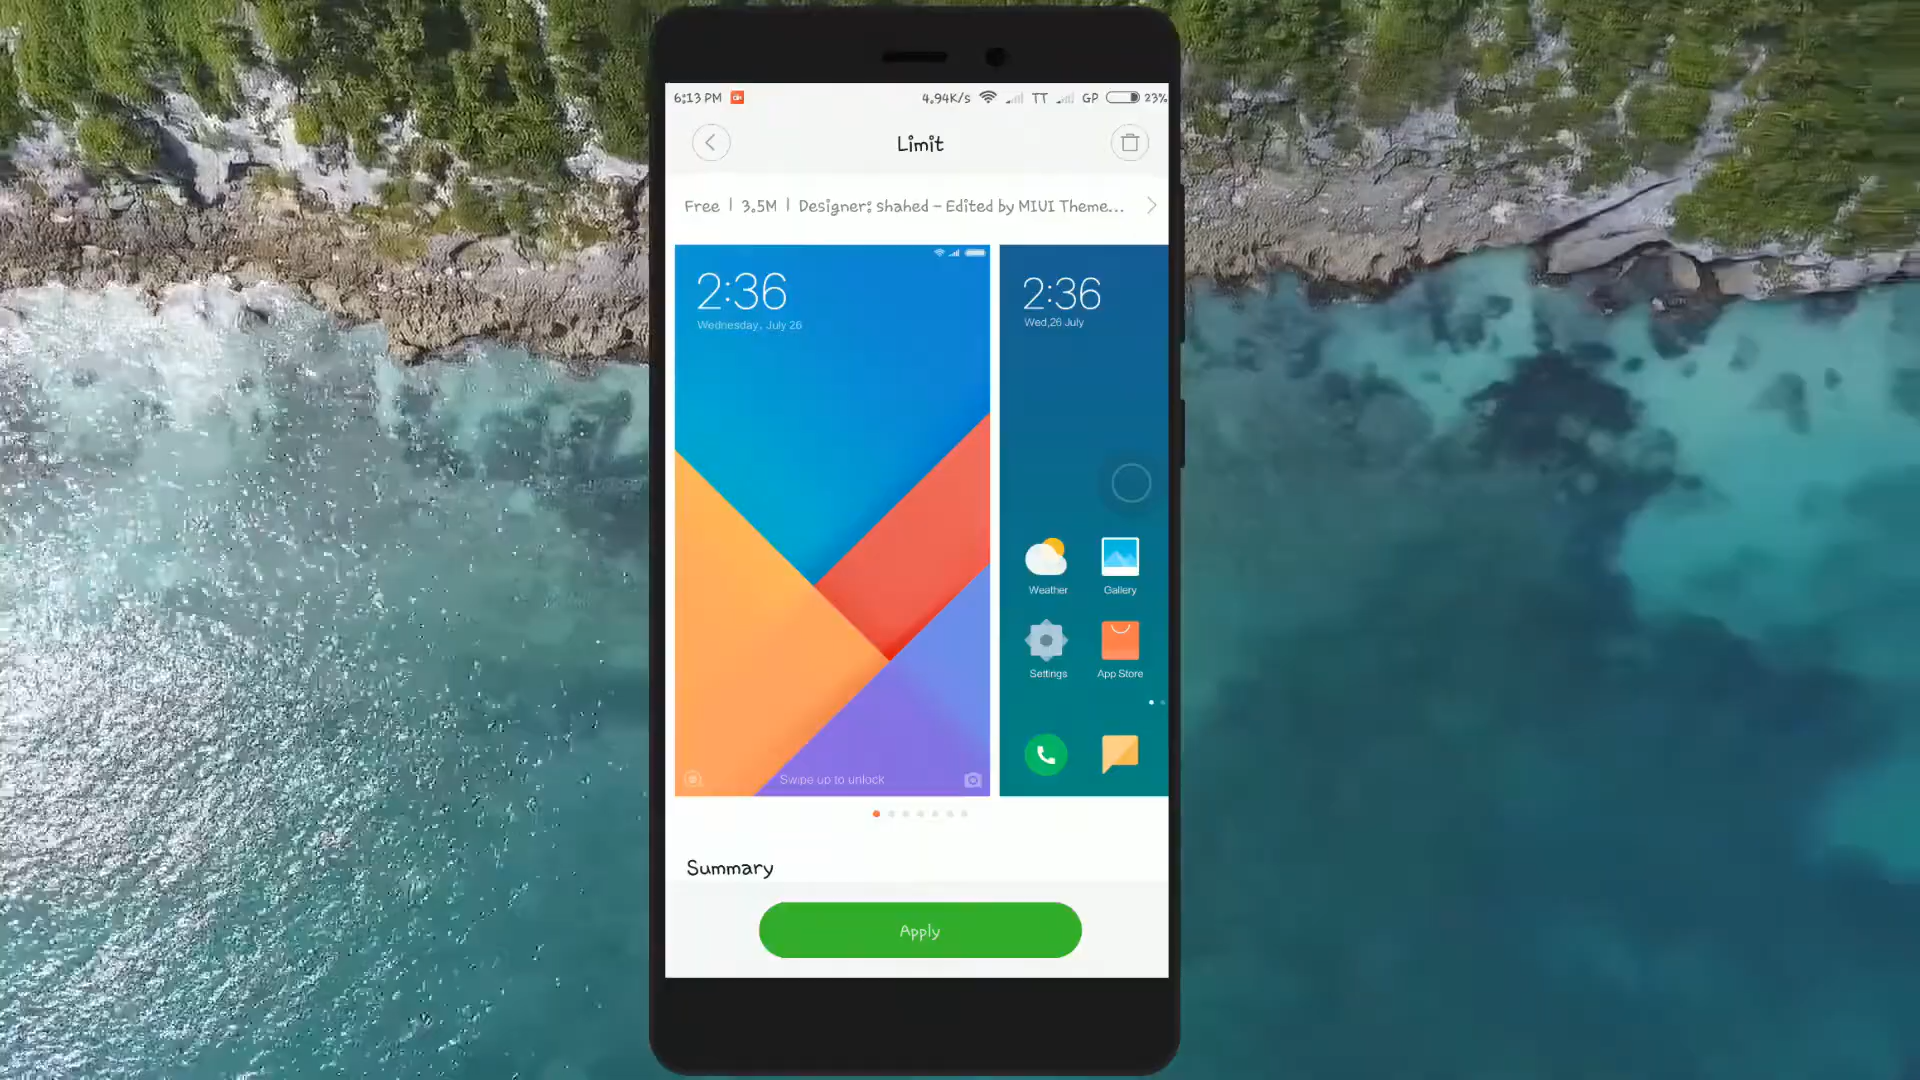 6:13 PM 4.94K/s TT GP 23%
Limit
Free | 3.5M | Designer: shahed - Edited by MIUI Theme...
2:36
Wednesday, July 26
Swipe up to unlock
2:36
Wed,26 July
Weather Gallery
Settings App Store
Summary
Apply